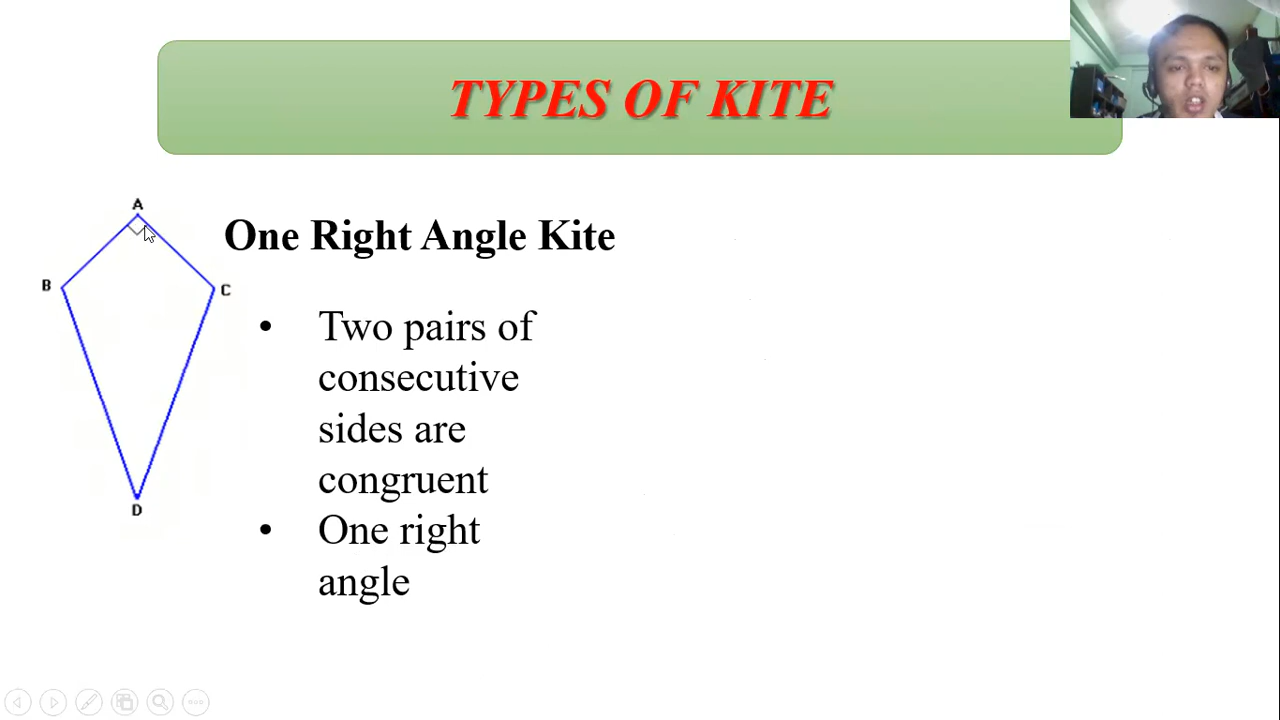 TYPES OF KITE
A
One Right Angle Kite
B
C
• Two pairs of
consecutive
sides are
congruent
D
• One right
angle